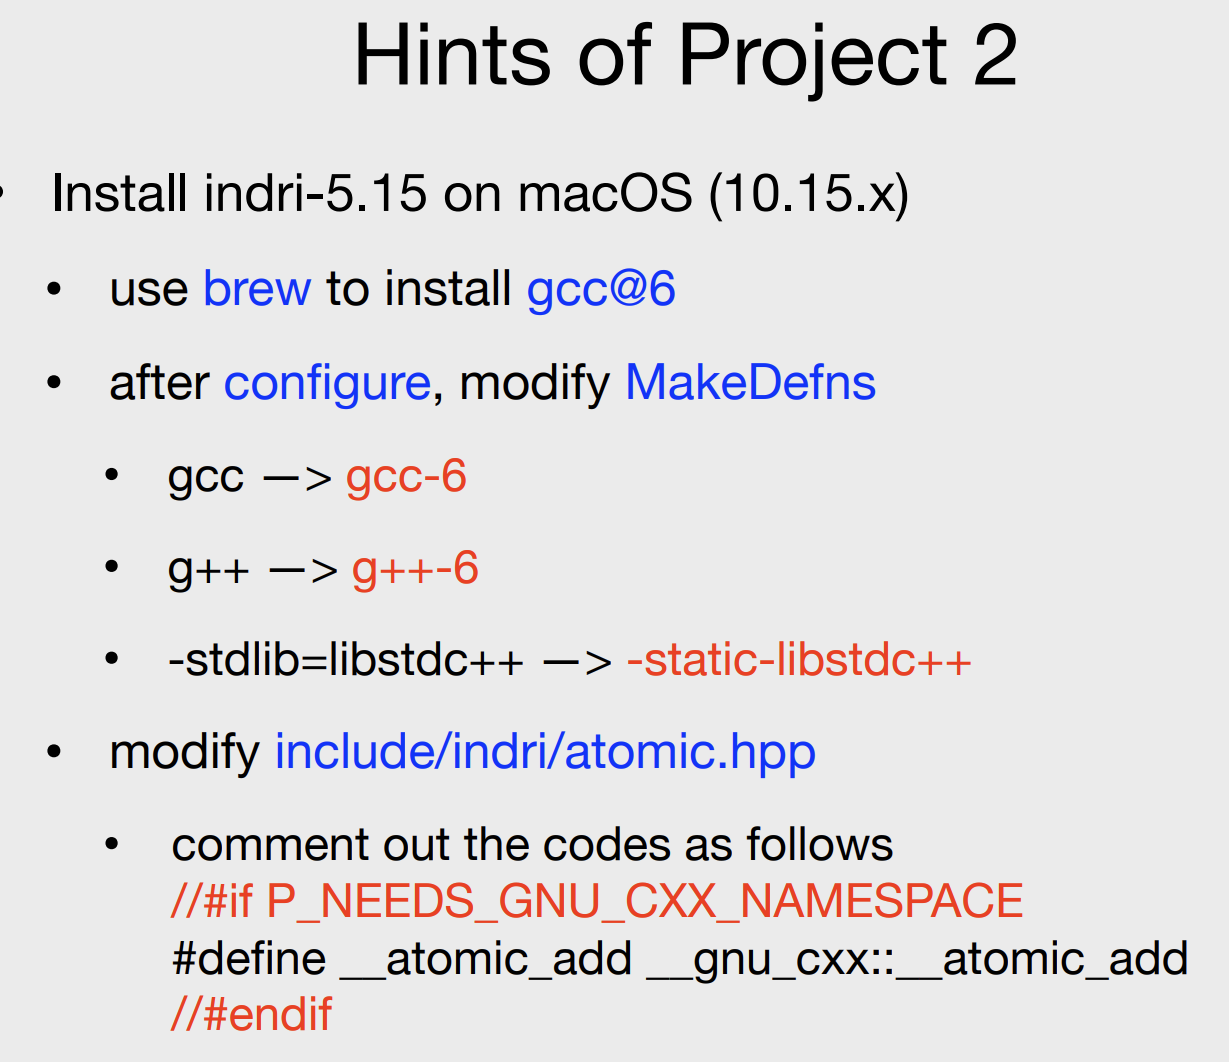 Hints of Project 2
• Install indri-5.15 on macOS (10.15.x)
• use brew to install gcc@6
• after configure, modify MakeDefns
• gcc —> gcc-6
• g++ —> g++-6
• -stdlib=libstdc++ —> -static-libstdc++
• modify include/indri/atomic.hpp
• comment out the codes as follows
//#if P_NEEDS_GNU_CXX_NAMESPACE
#define __atomic_add __gnu_cxx::__atomic_add
//#endif